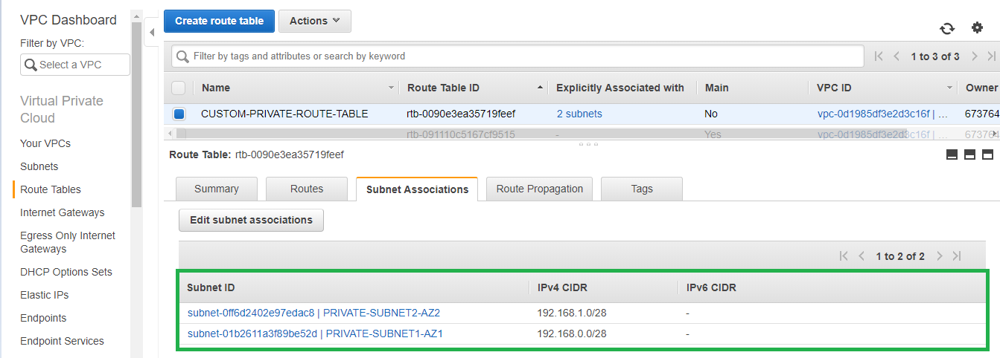 VPC Dashboard
Filter by VPC:
Select a VPC
Virtual Private
Cloud
Your VPCs
Subnets
Route Tables
Internet Gateways
Egress Only Internet
Gateways
DHCP Options Sets
Elastic IPs
Endpoints
Endpoint Services
Create route table Actions
Filter by tags and attributes or search by keyword 1 to 3 of 3
Name Route Table ID Explicitly Associated with Main VPC ID Owner
CUSTOM-PRIVATE-ROUTE-TABLE rtb-0090e3ea35719feef 2 subnets No vpc-0d1985df3e2d3c16f | ... 673764
rtb-091110c5167cf9515 - Yes vpc-0d1985df3e2d3c16f | ... 673764
Route Table: rtb-0090e3ea35719feef
Summary Routes Subnet Associations Route Propagation Tags
Edit subnet associations
1 to 2 of 2
Subnet ID IPv4 CIDR IPv6 CIDR
subnet-0ff6d2402e97edac8 | PRIVATE-SUBNET2-AZ2 192.168.1.0/28 -
subnet-01b2611a3f89be52d | PRIVATE-SUBNET1-AZ1 192.168.0.0/28 -